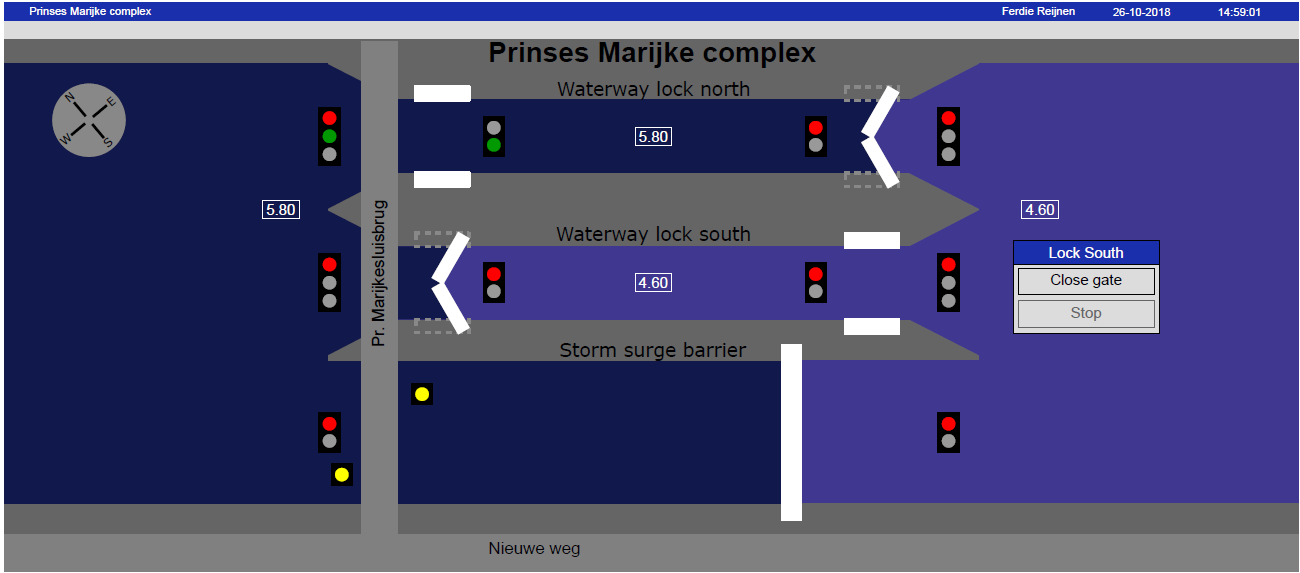 Prinses Marijke complex
Ferdie Reijnen 26-10-2018 14:59:01
Prinses Marijke complex
Waterway lock north
N
E
W
S
5.80
5.80
4.60
Pr. Marijkesluisbrug
Waterway lock south
4.60
Lock South
Close gate
Stop
Storm surge barrier
Nieuwe weg